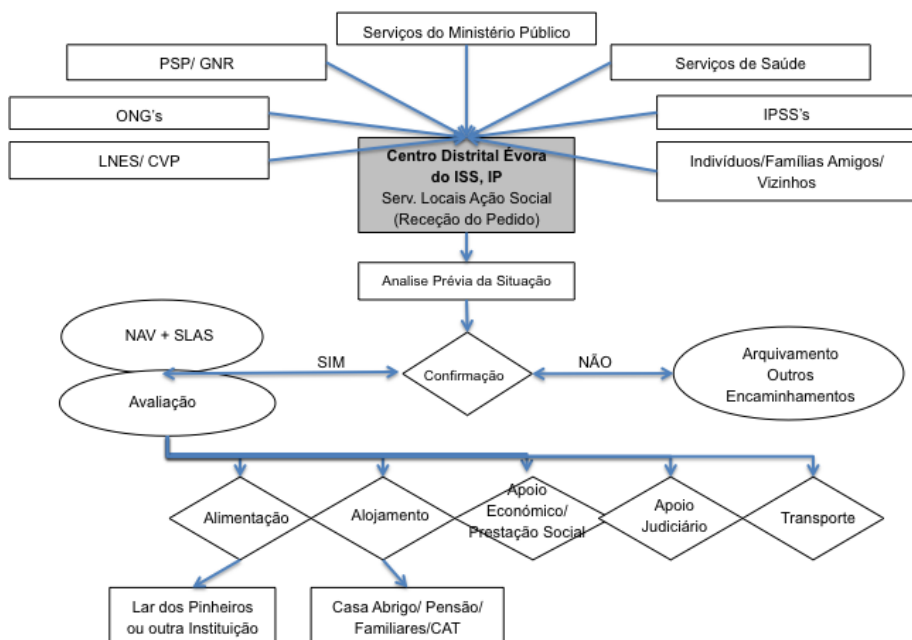 Serviços do Ministério Público
PSP/ GNR
Serviços de Saúde
ONG's
IPSS's
LNES/ CVP
Indivíduos/Famílias Amigos/
Vizinhos
Centro Distrital Évora
do ISS, IP
Serv. Locais Ação Social
(Receção do Pedido)
Analise Prévia da Situação
NAV + SLAS
SIM
Confirmação
NÃO
Arquivamento
Outros
Encaminhamentos
Avaliação
Alimentação
Alojamento
Apoio
Económico/
Prestação Social
Apoio
Judiciário
Transporte
Lar dos Pinheiros
ou outra Instituição
Casa Abrigo/ Pensão/
Familiares/CAT